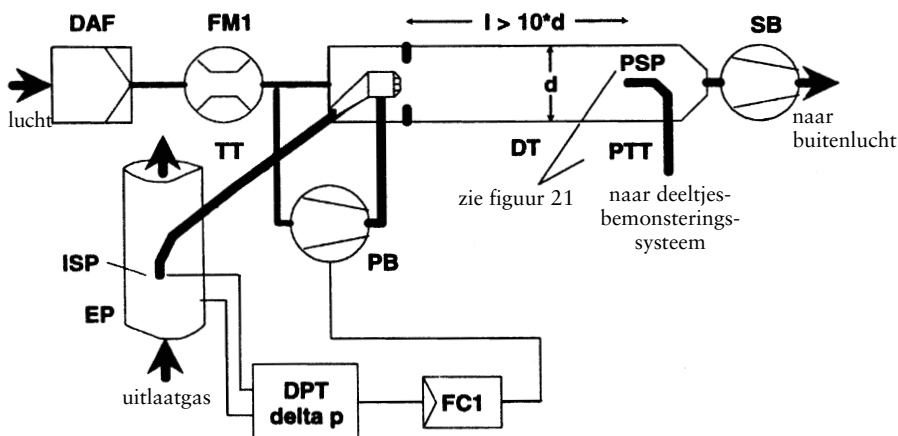 DAF
FM1
l > 10*d
SB
PSP
d
lucht
naar
buitenlucht
TT
DT
PTT
zie figuur 21
naar deeltjes-
bemonsterings-
systeem
PB
ISP
EP
uitlaatgas
DPT
delta p
FC1